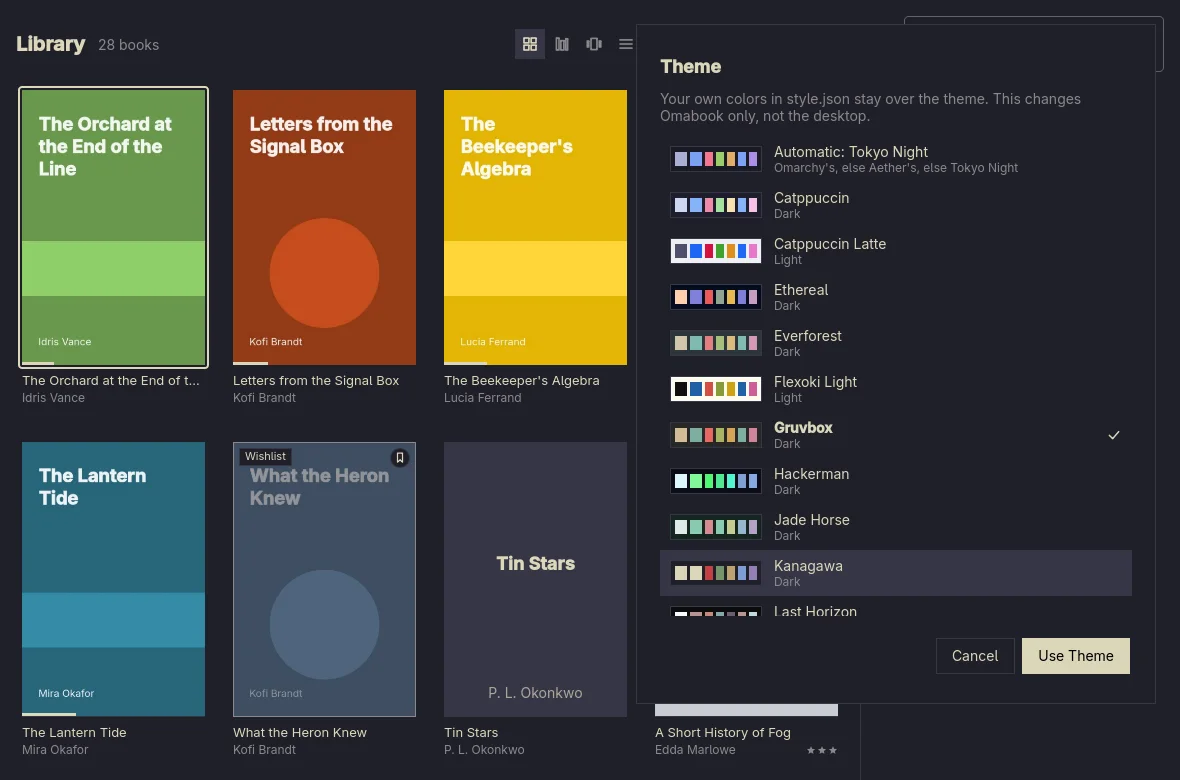 Library 28 books
The Orchard at
the End of the
Line
Idris Vance
The Orchard at the End of t...
Idris Vance
Letters from the
Signal Box
Kofi Brandt
Letters from the Signal Box
Kofi Brandt
The
Beekeeper's
Algebra
Lucia Ferrand
The Beekeeper's Algebra
Lucia Ferrand
The Lantern
Tide
Mira Okafor
The Lantern Tide
Mira Okafor
Wishlist
What the Heron
Knew
Kofi Brandt
What the Heron Knew
Kofi Brandt
Tin Stars
P. L. Okonkwo
Tin Stars
P. L. Okonkwo
A Short History of Fog
Edda Marlowe ★★★
Theme
Your own colors in style.json stay over the theme. This changes
Omabook only, not the desktop.
Automatic: Tokyo Night
Omarchy's, else Aether's, else Tokyo Night
Catppuccin
Dark
Catppuccin Latte
Light
Ethereal
Dark
Everforest
Dark
Flexoki Light
Light
Gruvbox
Dark
Hackerman
Dark
Jade Horse
Dark
Kanagawa
Dark
Last Horizon
Cancel
Use Theme